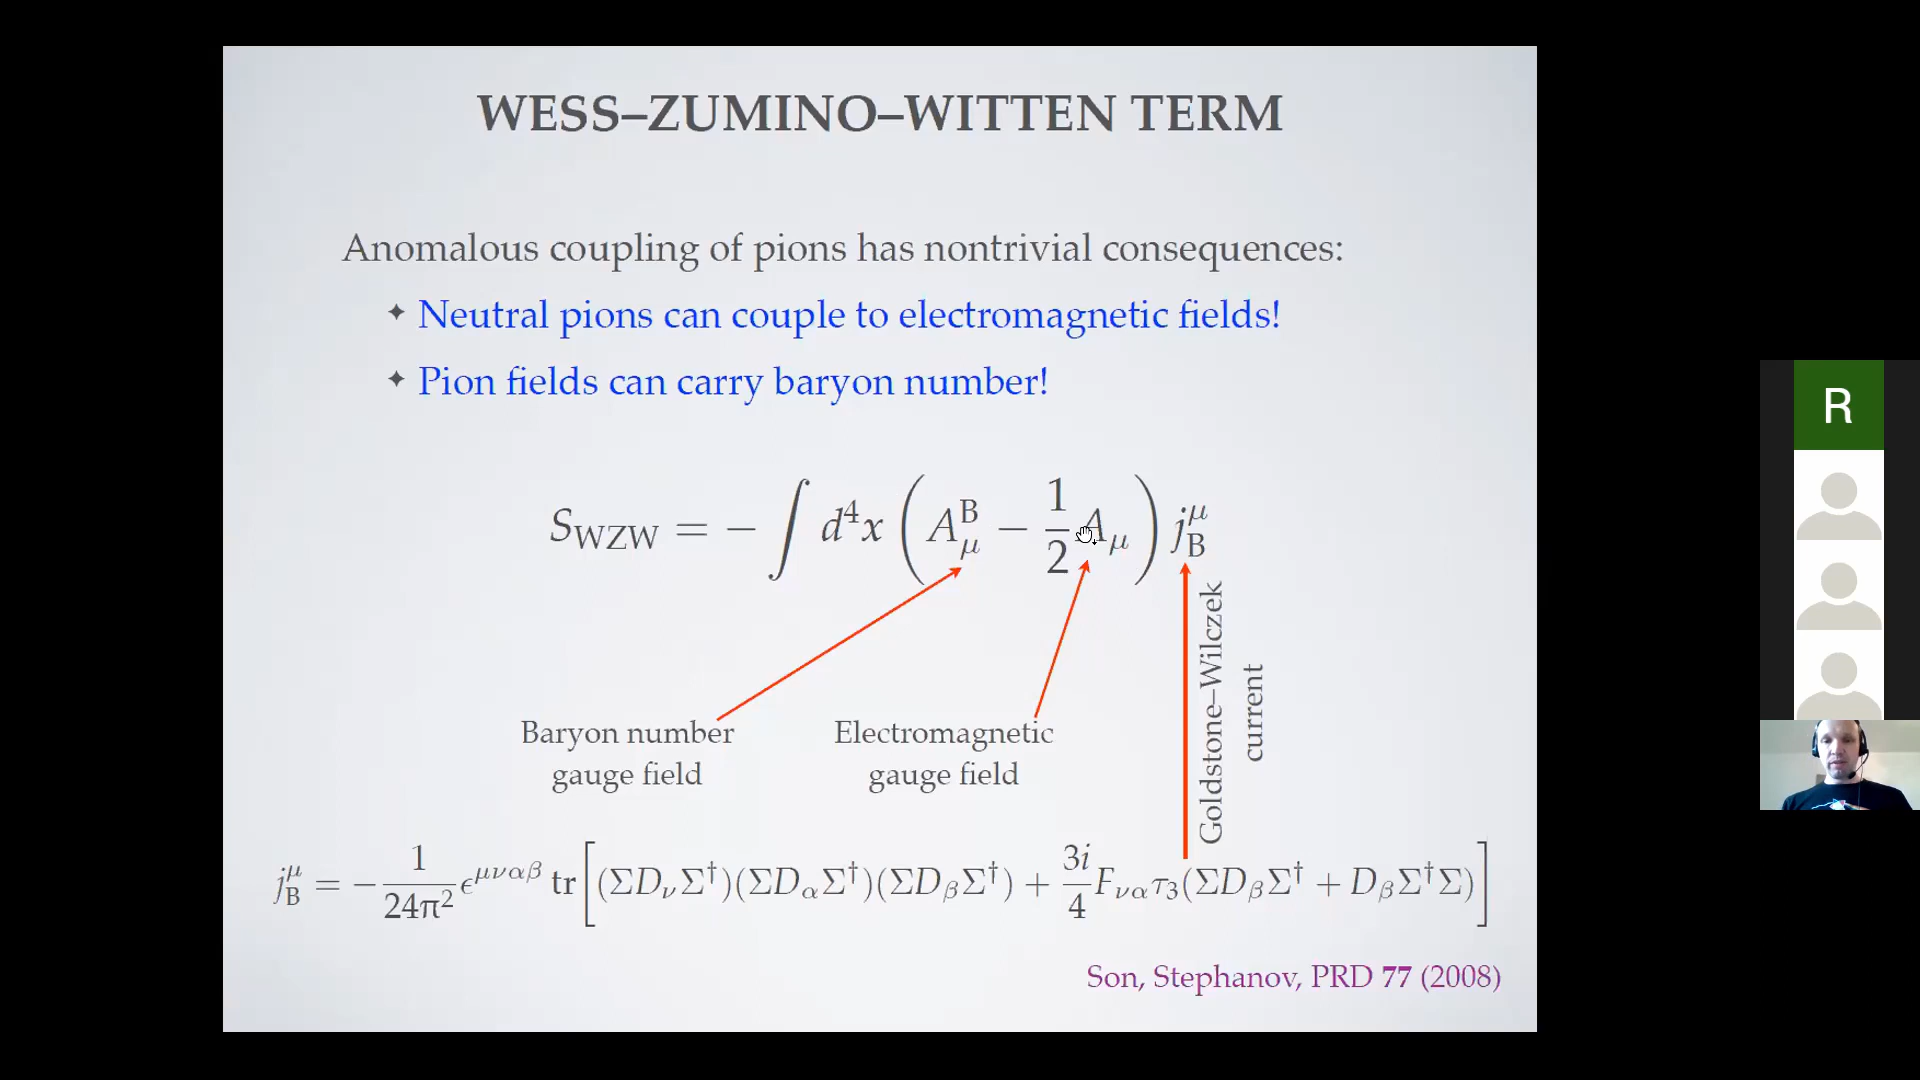 WESS–ZUMINO–WITTEN TERM
Anomalous coupling of pions has nontrivial consequences:
✦ Neutral pions can couple to electromagnetic fields!
✦ Pion fields can carry baryon number!
S_WZW = − ∫ d⁴x ( A^B_μ − 1/2 A_μ ) j^μ_B
Baryon number
gauge field
Electromagnetic
gauge field
Goldstone–Wilczek
current
j^μ_B = − 1/24π² ϵ^{μναβ} tr[ (ΣD_νΣ†)(ΣD_αΣ†)(ΣD_βΣ†) + 3i/4 F_{να}τ₃(ΣD_βΣ† + D_βΣ†Σ) ]
Son, Stephanov, PRD 77 (2008)
R